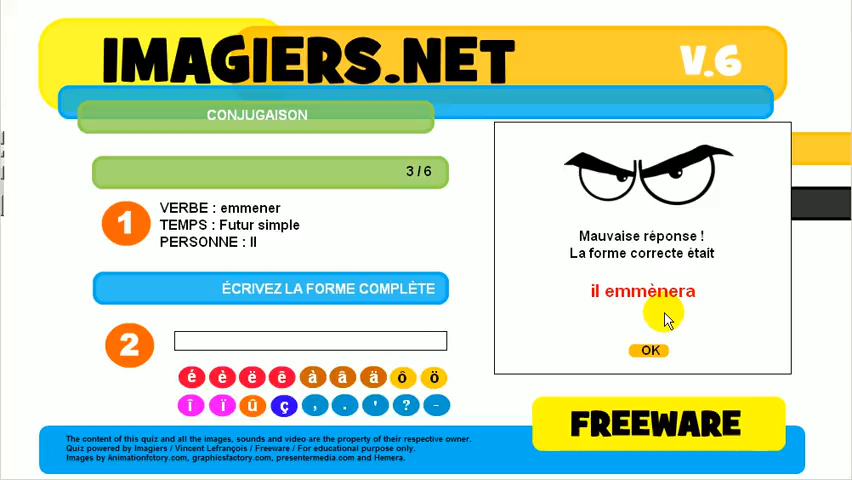 IMAGIERS.NET
V.6
CONJUGAISON
3 / 6
1
VERBE : emmener
TEMPS : Futur simple
PERSONNE : Il
ÉCRIVEZ LA FORME COMPLÈTE
2
é è ë ê à â ä ô ö
î ï û ç , . ' ? -
Mauvaise réponse !
La forme correcte était
il emmènera
OK
FREEWARE
The content of this quiz and all the images, sounds and video are the property of their respective owner.
Quiz powered by Imagiers / Vincent Lefrançois / Freeware / For educational purpose only.
Images by Animationfctory.com, graphicsfactory.com, presentermedia.com and Hemera.